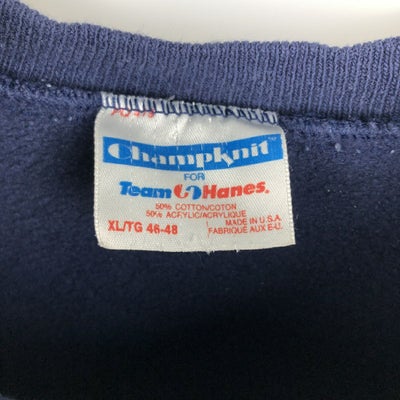 Champknit
FOR
Team Hanes.
50% COTTON/COTON
50% ACRYLIC/ACRYLIQUE
MADE IN U.S.A.
XL/TG 46-48
FABRIQUÉ AUX E.-U.